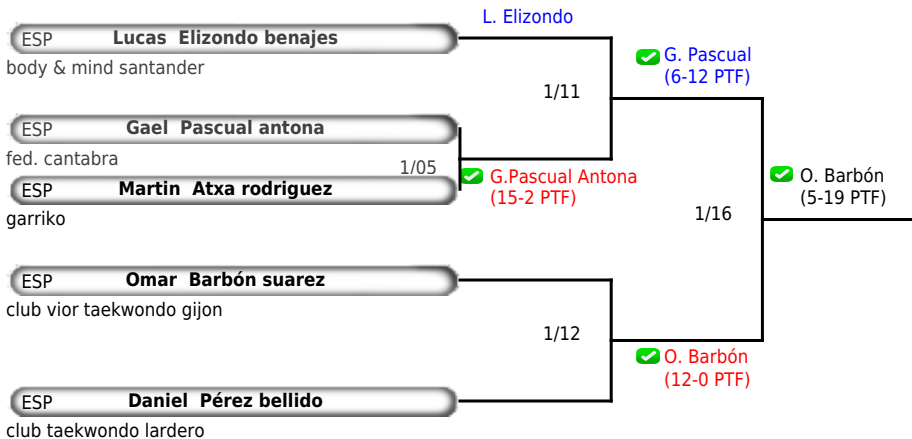 L. Elizondo
ESP Lucas Elizondo benajes
body & mind santander
G. Pascual
(6-12 PTF)
1/11
ESP Gael Pascual antona
fed. cantabra
1/05
G.Pascual Antona
(15-2 PTF)
ESP Martin Atxa rodriguez
garriko
O. Barbón
(5-19 PTF)
1/16
ESP Omar Barbón suarez
club vior taekwondo gijon
1/12
O. Barbón
(12-0 PTF)
ESP Daniel Pérez bellido
club taekwondo lardero